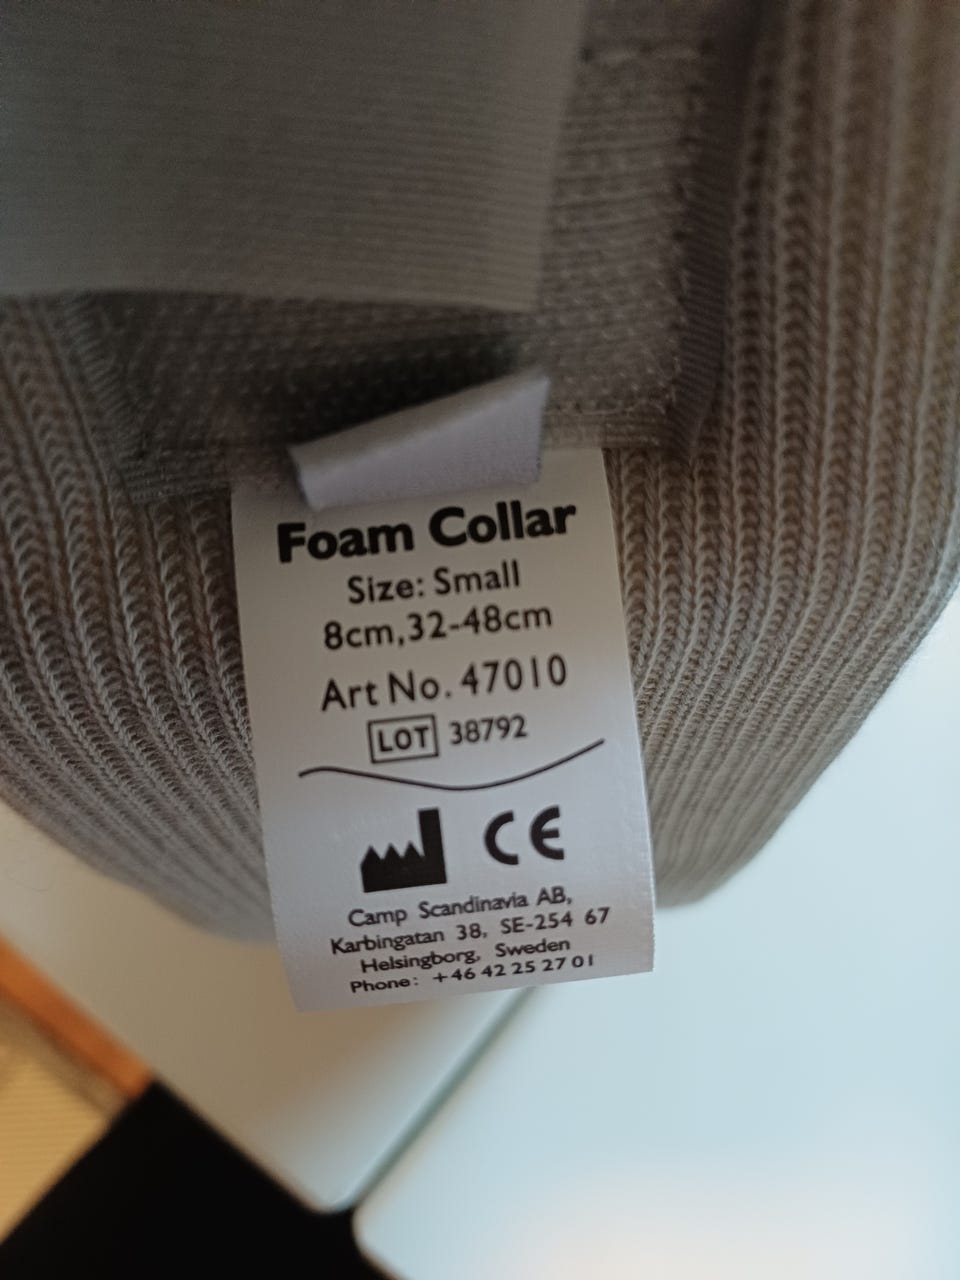 Foam Collar
Size: Small
8cm,32-48cm
Art No. 47010
LOT 38792
CE
Camp Scandinavia AB,
Karbingatan 38, SE-254 67
Helsingborg, Sweden
Phone: +46 42 25 27 01